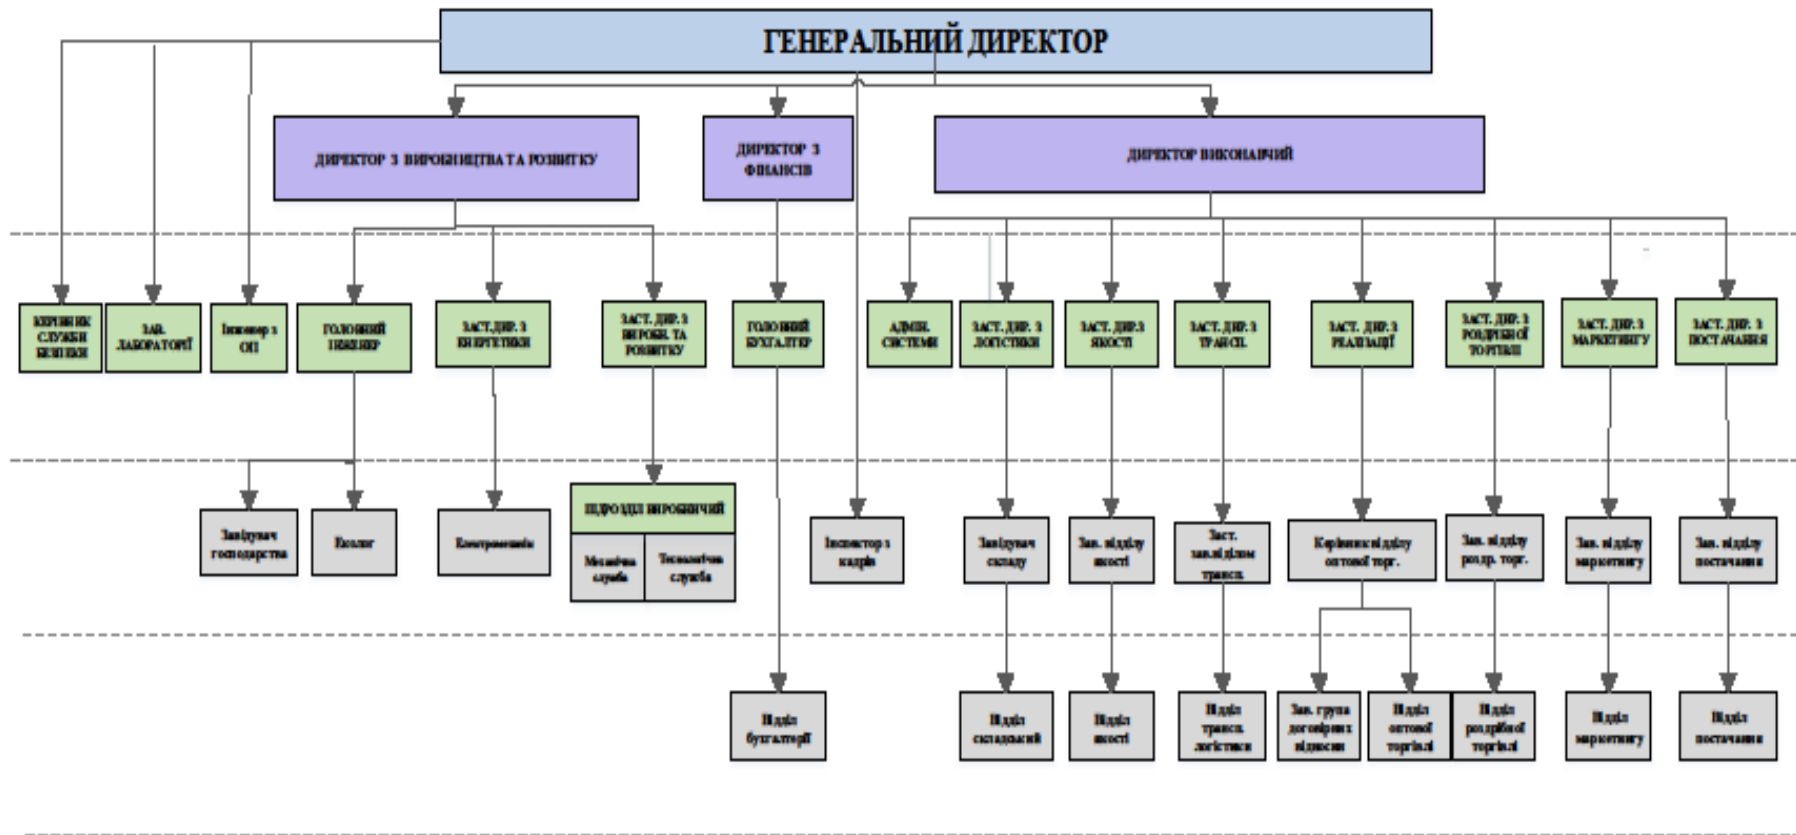 ГЕНЕРАЛЬНИЙ ДИРЕКТОР
ДИРЕКТОР З ВИРОБНИЦТВА ТА РОЗВИТКУ
ДИРЕКТОР З
ФІНАНСІВ
ДИРЕКТОР ВИКОНАВЧИЙ
КЕРІВНИК
СЛУЖБИ
БЕЗПЕКИ
ЗАВ.
ЛАБОРАТОРІЇ
Інженер з
ОП
ГОЛОВНИЙ
ІНЖЕНЕР
ЗАСТ.ДИР. З
ЕНЕРГЕТИКИ
ЗАСТ. ДИР. З
ВИРОБН. ТА
РОЗВИТКУ
ГОЛОВНИЙ
БУХГАЛТЕР
АДМІН.
СИСТЕМИ
ЗАСТ. ДИР. З
ЛОГІСТИКИ
ЗАСТ. ДИР.З
ЯКОСТІ
ЗАСТ. ДИР. З
ТРАНСП.
ЗАСТ. ДИР. З
РЕАЛІЗАЦІЇ
ЗАСТ. ДИР. З
РОЗДРІБНОЇ
ТОРГІВЛІ
ЗАСТ. ДИР. З
МАРКЕТИНГУ
ЗАСТ. ДИР. З
ПОСТАЧАННЯ
Завідувач
господарства
Еколог
Електромеханік
ПІДРОЗДІЛ ВИРОБНИЧИЙ
Механічна
служба
Технологічна
служба
Інспектор з
кадрів
Завідувач
складу
Зав. відділу
якості
Заст.
зав.відділом
трансп.
Керівник відділу
оптової торг.
Зав. відділу
роздр. торг.
Зав. відділу
маркетингу
Зав. відділу
постачання
Відділ
бухгалтерії
Відділ
складський
Відділ
якості
Відділ
трансп.
логістики
Зав. група
договірних
відносин
Відділ
оптової
торгівлі
Відділ
роздрібної
торгівлі
Відділ
маркетингу
Відділ
постачання